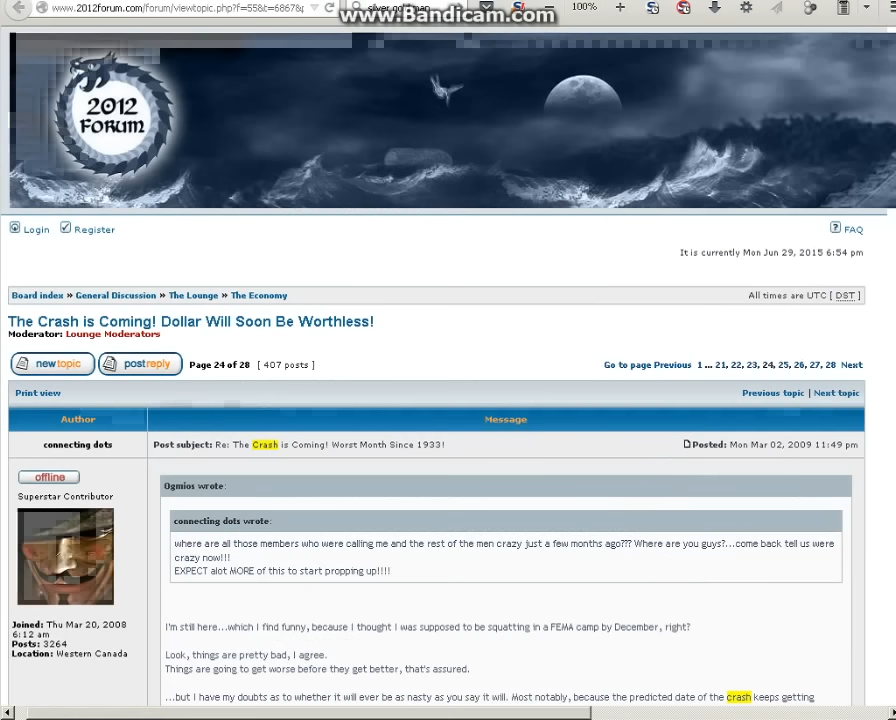 www.2012forum.com/forum/viewtopic.php?f=55&t=6867&p
100%
www.Bandicam.com
2012
FORUM
Login Register FAQ
It is currently Mon Jun 29, 2015 6:54 pm
Board index » General Discussion » The Lounge » The Economy All times are UTC [ DST ]
The Crash is Coming! Dollar Will Soon Be Worthless!
Moderator: Lounge Moderators
newtopic postreply Page 24 of 28 [ 407 posts ] Go to page Previous 1 ... 21, 22, 23, 24, 25, 26, 27, 28 Next
Print view Previous topic | Next topic
Author Message
connecting dots Post subject: Re: The Crash is Coming! Worst Month Since 1933! Posted: Mon Mar 02, 2009 11:49 pm
offline
Superstar Contributor
Joined: Thu Mar 20, 2008
6:12 am
Posts: 3264
Location: Western Canada
Ogmios wrote:
connecting dots wrote:
where are all those members who were calling me and the rest of the men crazy just a few months ago??? Where are you guys?...come back tell us were
crazy now!!!
EXPECT alot MORE of this to start propping up!!!!
I'm still here...which I find funny, because I thought I was supposed to be squatting in a FEMA camp by December, right?
Look, things are pretty bad, I agree.
Things are going to get worse before they get better, that's assured.
...but I have my doubts as to whether it will ever be as nasty as you say it will. Most notably, because the predicted date of the crash keeps getting